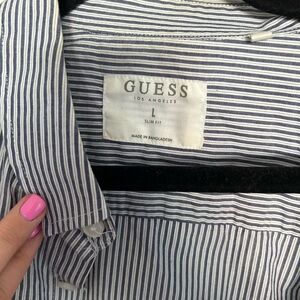 GUESS
LOS ANGELES
L
SLIM FIT
MADE IN BANGLADESH